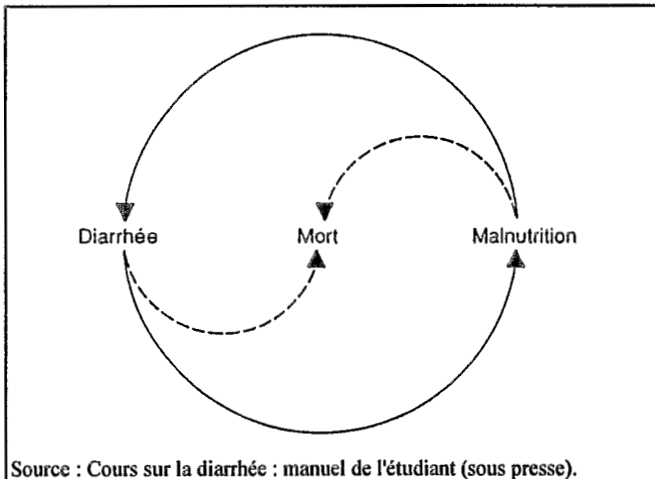 Diarrhée Mort Malnutrition
Source : Cours sur la diarrhée : manuel de l'étudiant (sous presse).